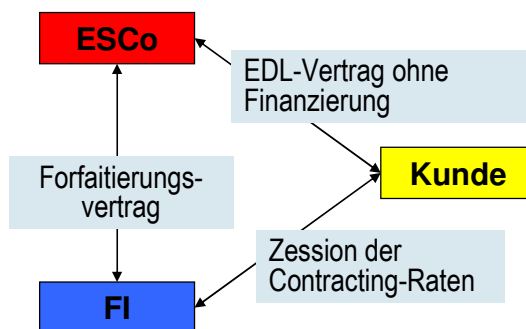 ESCo
EDL-Vertrag ohne
Finanzierung
Forfaitierungs-
vertrag
Kunde
Zession der
Contracting-Raten
FI